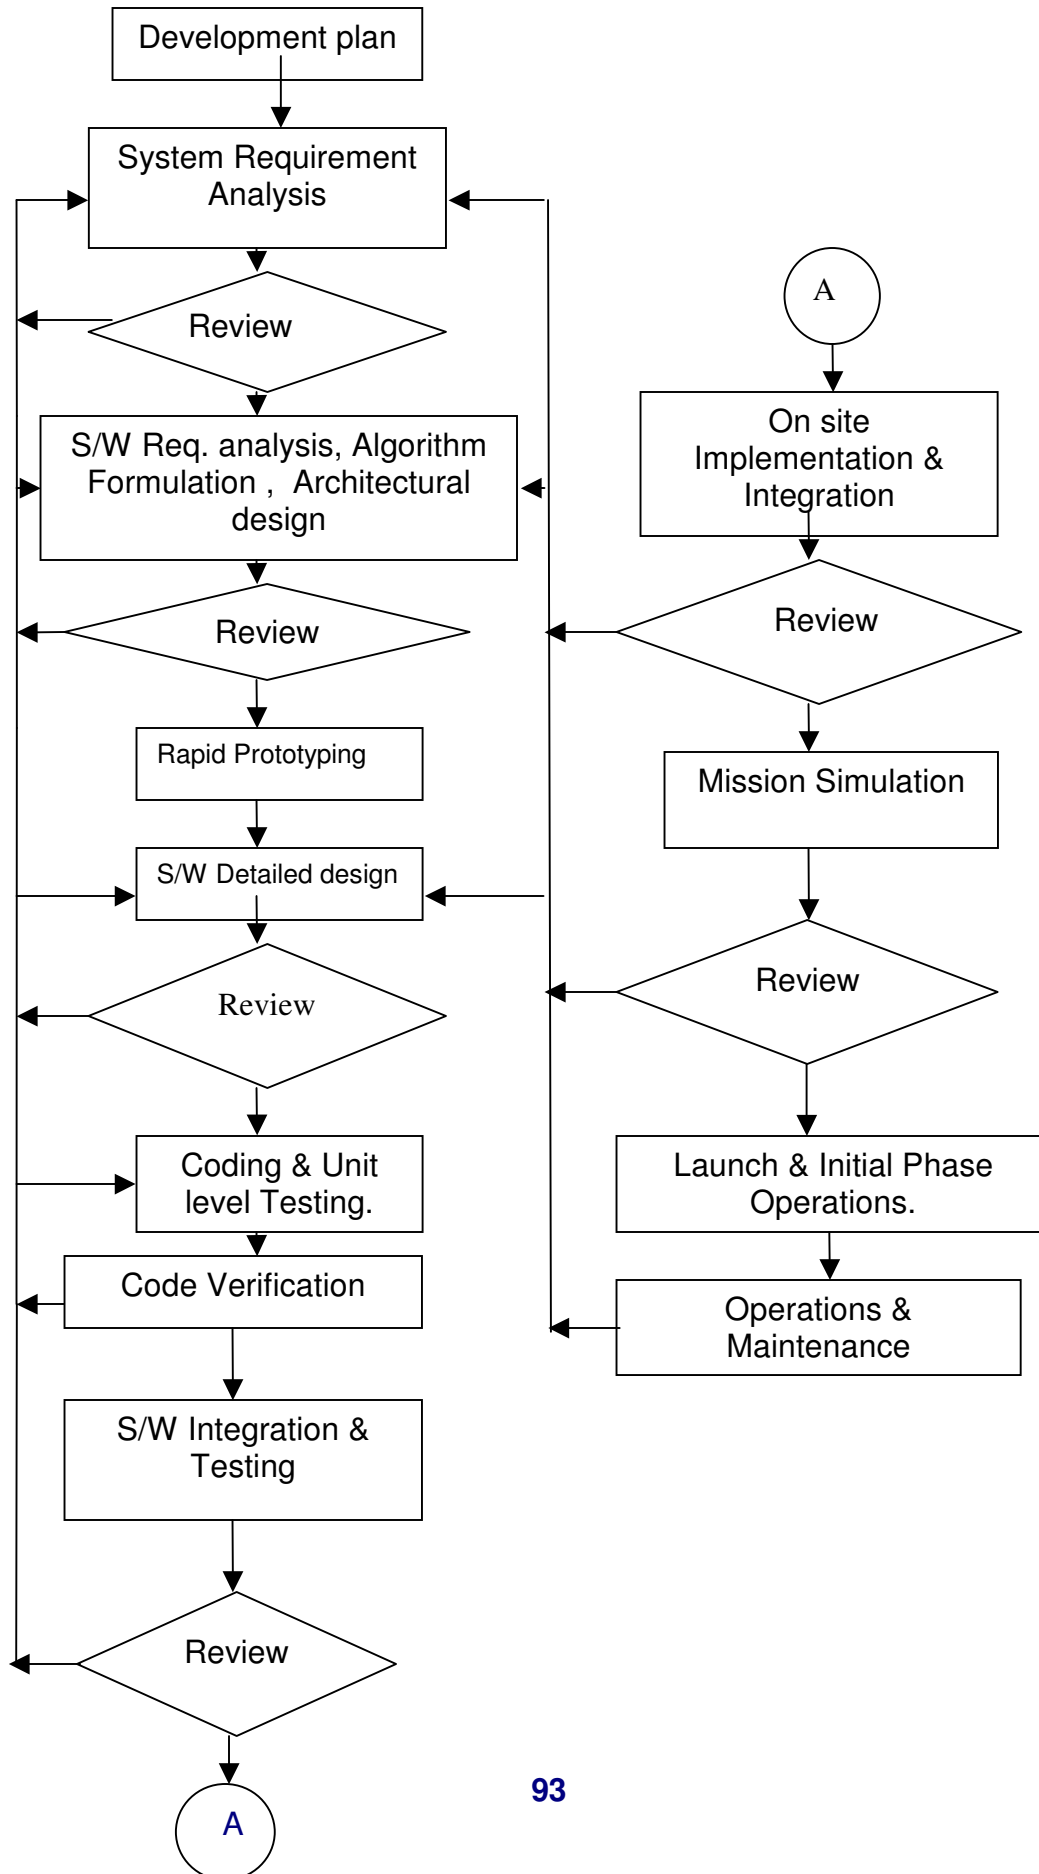 Development plan
System Requirement
Analysis
Review
S/W Req. analysis, Algorithm
Formulation , Architectural
design
Review
Rapid Prototyping
S/W Detailed design
Review
Coding & Unit
level Testing.
Code Verification
S/W Integration &
Testing
Review
A
A
On site
Implementation &
Integration
Review
Mission Simulation
Review
Launch & Initial Phase
Operations.
Operations &
Maintenance
93